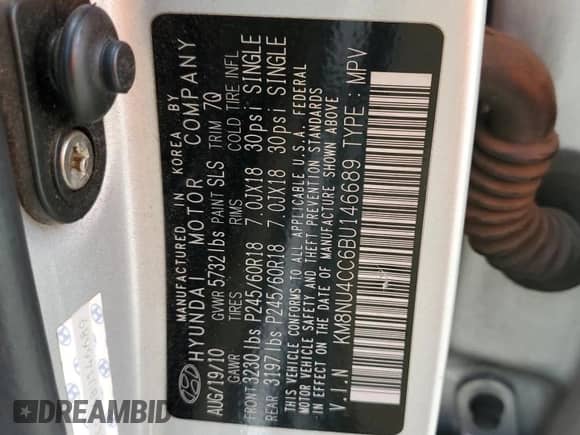 MANUFACTURED IN KOREA BY
HYUNDAI MOTOR COMPANY
AUG/19/10 GVWR 5732lbs PAINT SLS TRIM 7Q
GAWR TIRES RIMS COLD TIRE INFL
FRONT 3230lbs P245/60R18 7.0JX18 30psi SINGLE
REAR 3197lbs P245/60R18 7.0JX18 30psi SINGLE
THIS VEHICLE CONFORMS TO ALL APPLICABLE U.S.A. FEDERAL
MOTOR VEHICLE SAFETY AND THEFT PREVENTION STANDARDS
IN EFFECT ON THE DATE OF MANUFACTURE SHOWN ABOVE
V.I.N KM8NU4CC6BU146689 TYPE : MPV
DREAMBID